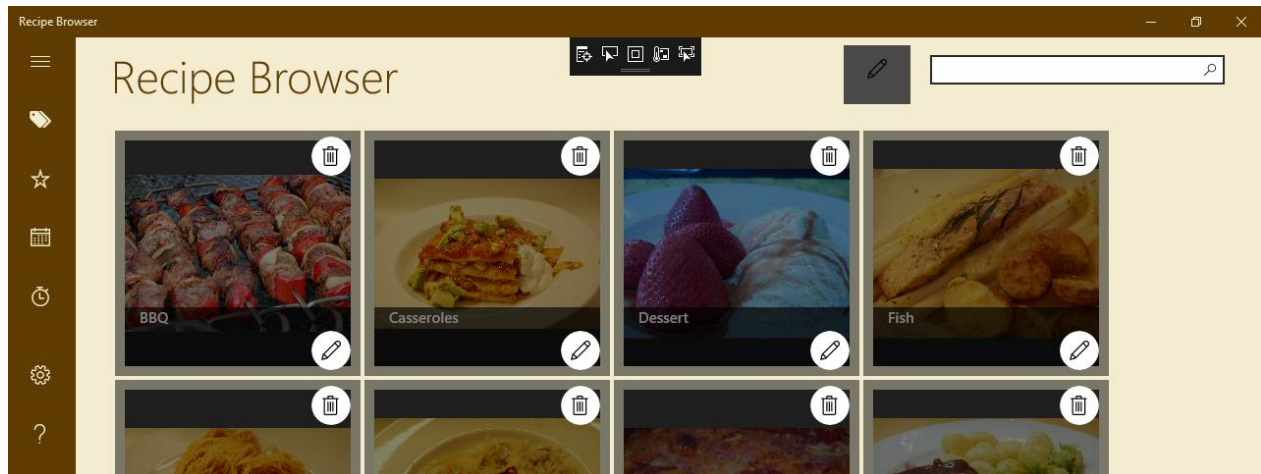 Recipe Browser
Recipe Browser
BBQ
Casseroles
Dessert
Fish